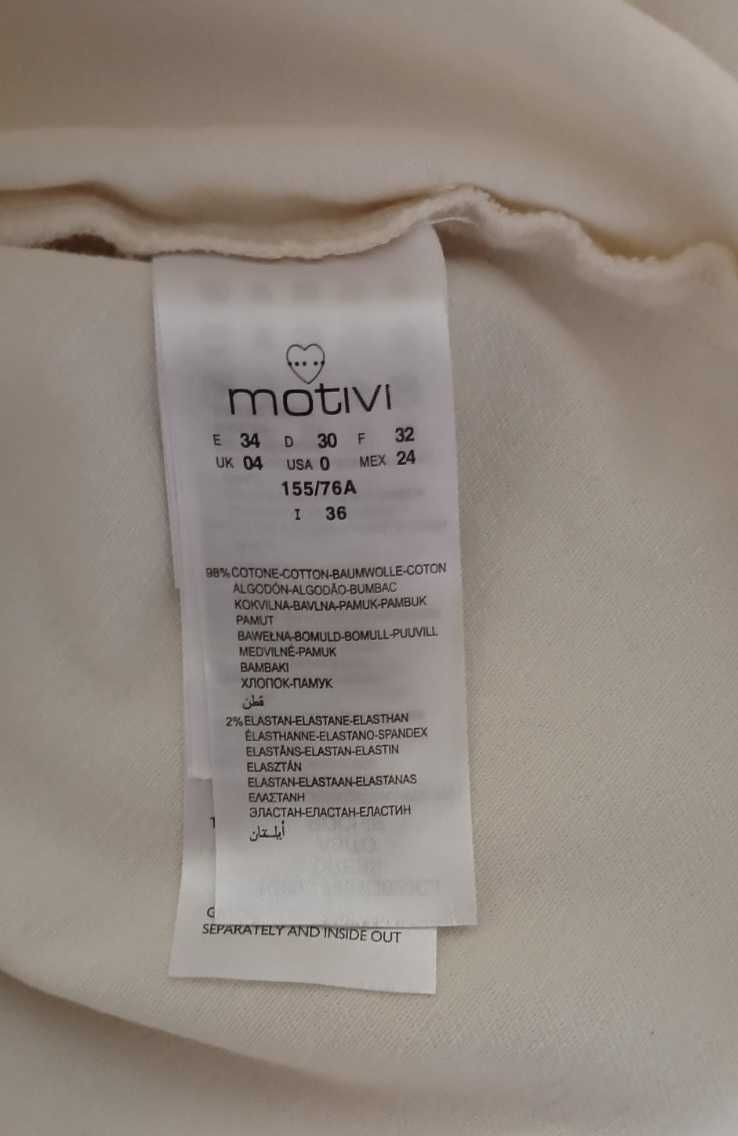 motivi
E 34 D 30 F 32
UK 04 USA 0 MEX 24
155/76A
I 36
98% COTONE-COTTON-BAUMWOLLE-COTON
ALGODÓN-ALGODÃO-BUMBAC
KOKVILNA-BAVLNA-PAMUK-PAMBUK
PAMUT
BAWEŁNA-BOMULD-BOMULL-PUUVILL
MEDVILNĖ-PAMUK
BAMBAKI
ХЛОПОК-ПАМУК
قطن
2% ELASTAN-ELASTANE-ELASTHAN
ÉLASTHANNE-ELASTANO-SPANDEX
ELASTĀNS-ELASTAN-ELASTIN
ELASZTÁN
ELASTAN-ELASTAAN-ELASTANAS
ΕΛΑΣΤΑΝΗ
ЭЛАСТАН-ЕЛАСТАН-ЕЛАСТИН
أيلستان
SEPARATELY AND INSIDE OUT